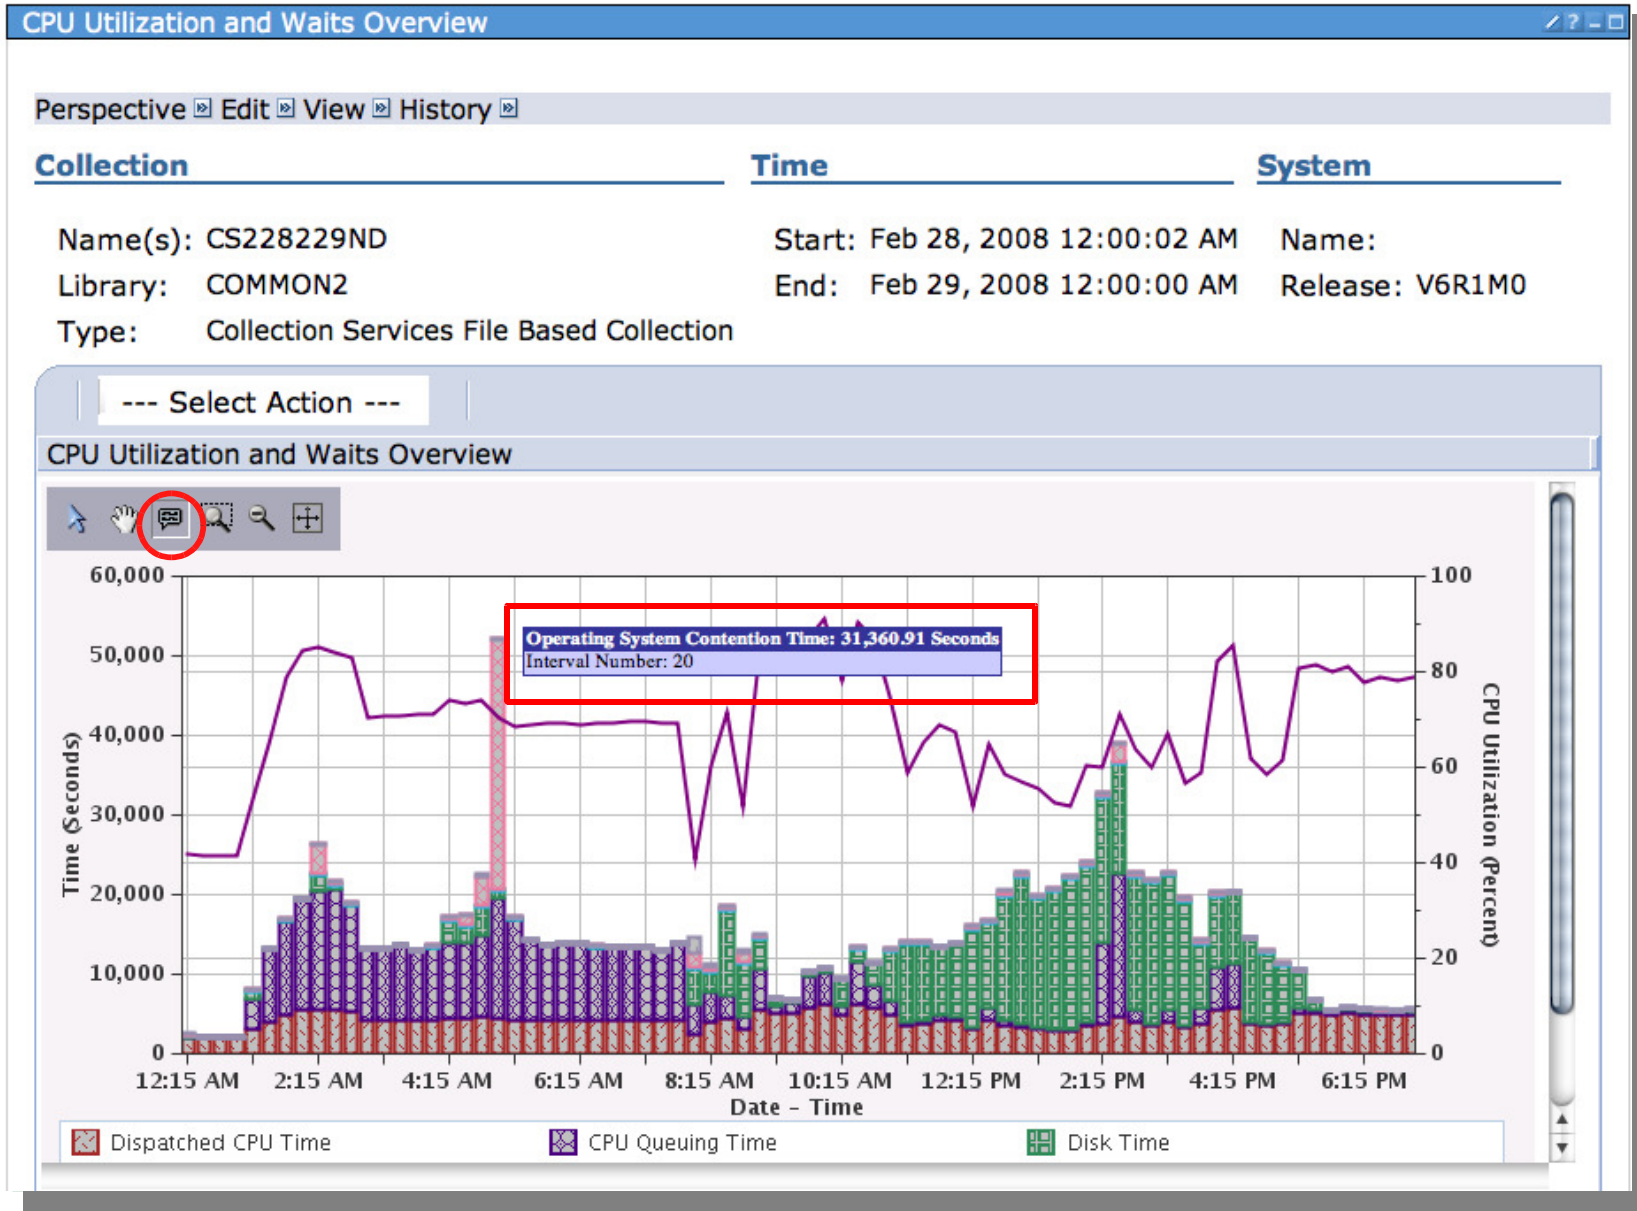 CPU Utilization and Waits Overview
Perspective Edit View History
Collection Time System
Name(s): CS228229ND Start: Feb 28, 2008 12:00:02 AM Name:
Library: COMMON2 End: Feb 29, 2008 12:00:00 AM Release: V6R1M0
Type: Collection Services File Based Collection
--- Select Action ---
CPU Utilization and Waits Overview
60,000 100
Operating System Contention Time: 31,360.91 Seconds
Interval Number: 20
50,000 80
40,000 60
30,000 40
20,000 20
10,000
0 0
Time (Seconds)
CPU Utilization (Percent)
12:15 AM 2:15 AM 4:15 AM 6:15 AM 8:15 AM 10:15 AM 12:15 PM 2:15 PM 4:15 PM 6:15 PM
Date - Time
Dispatched CPU Time CPU Queuing Time Disk Time